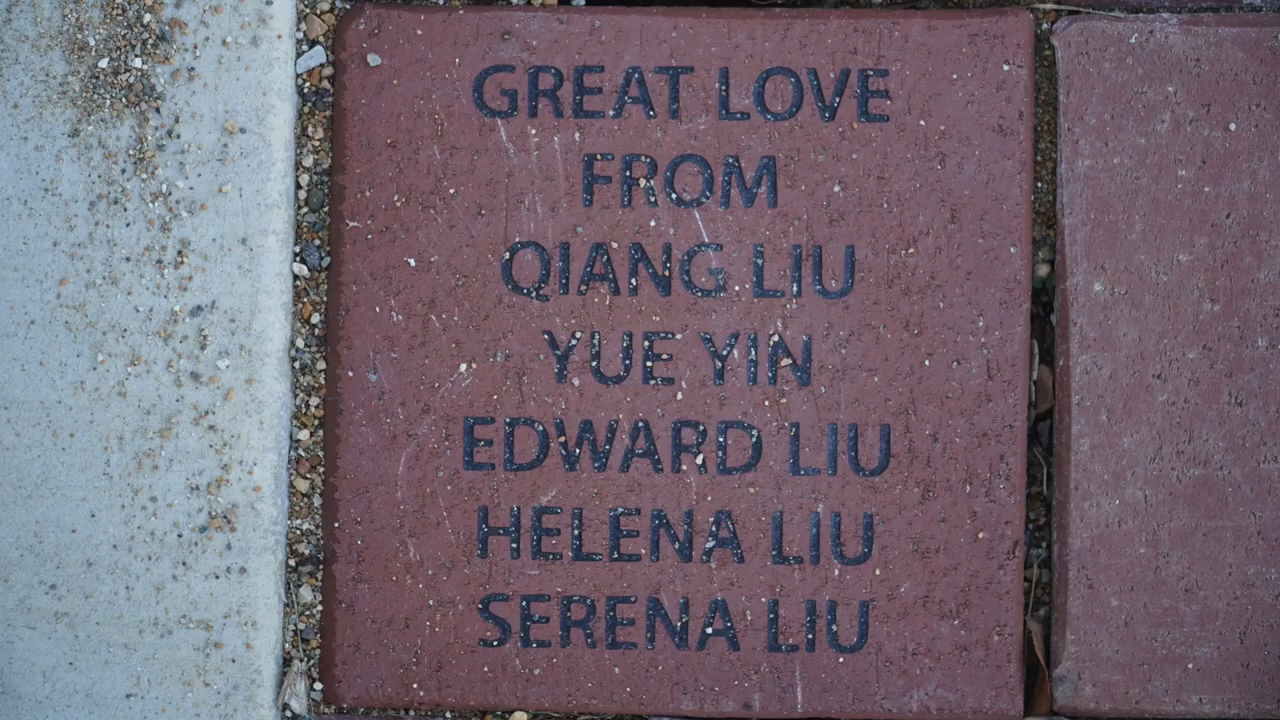 GREAT LOVE
FROM
QIANG LIU
YUE YIN
EDWARD LIU
HELENA LIU
SERENA LIU